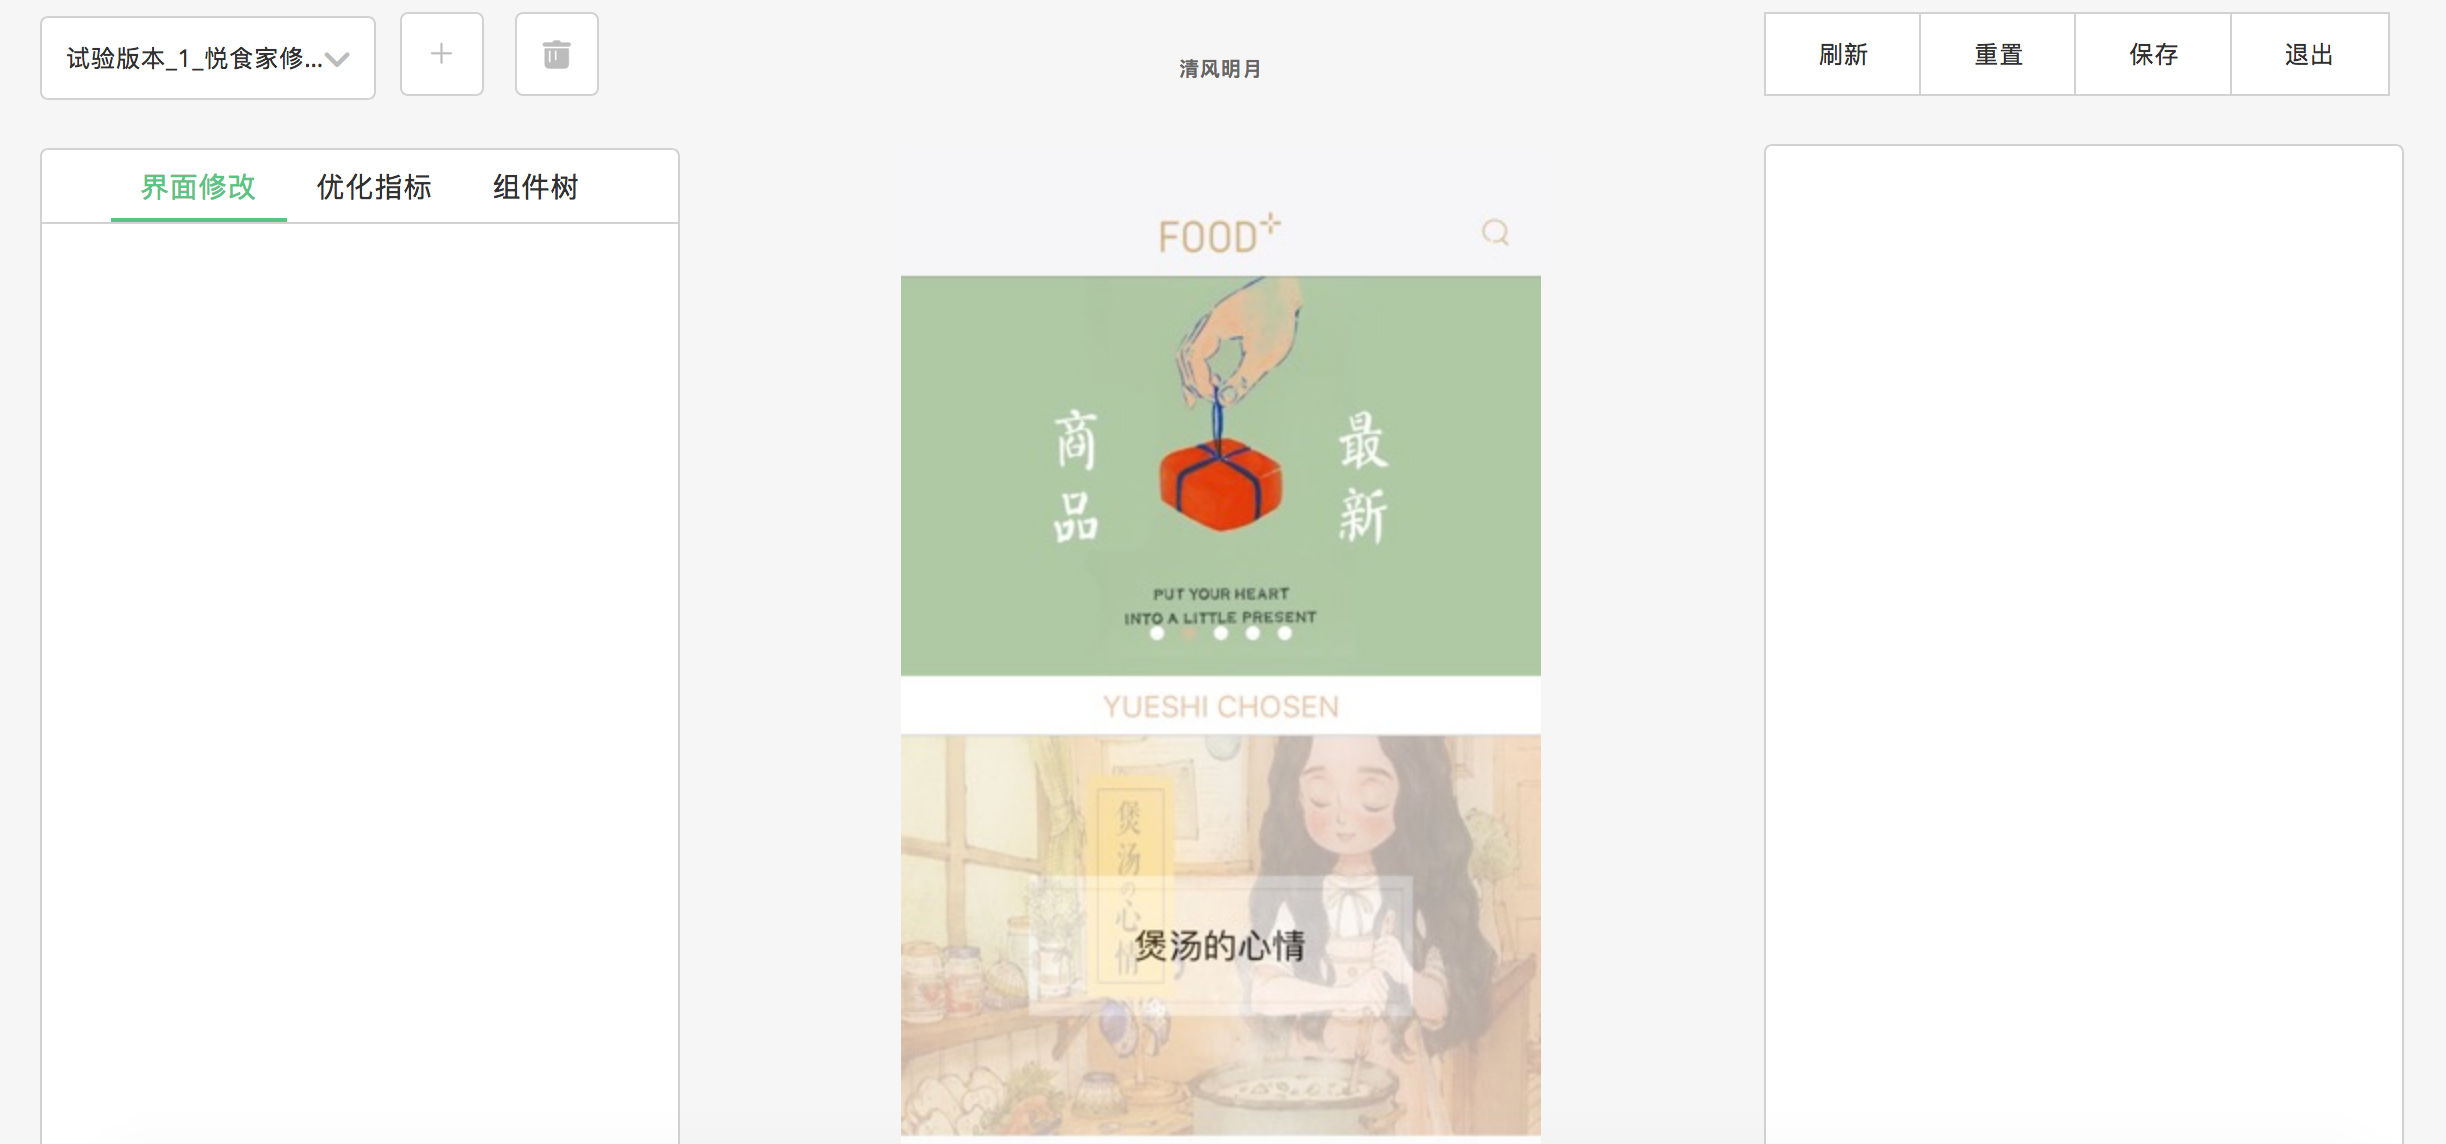 试验版本_1_悦食家修...
清风明月
刷新
重置
保存
退出
界面修改
优化指标
组件树
FOOD+
最新
商品
PUT YOUR HEART
INTO A LITTLE PRESENT
YUESHI CHOSEN
煲汤の心情
煲汤的心情